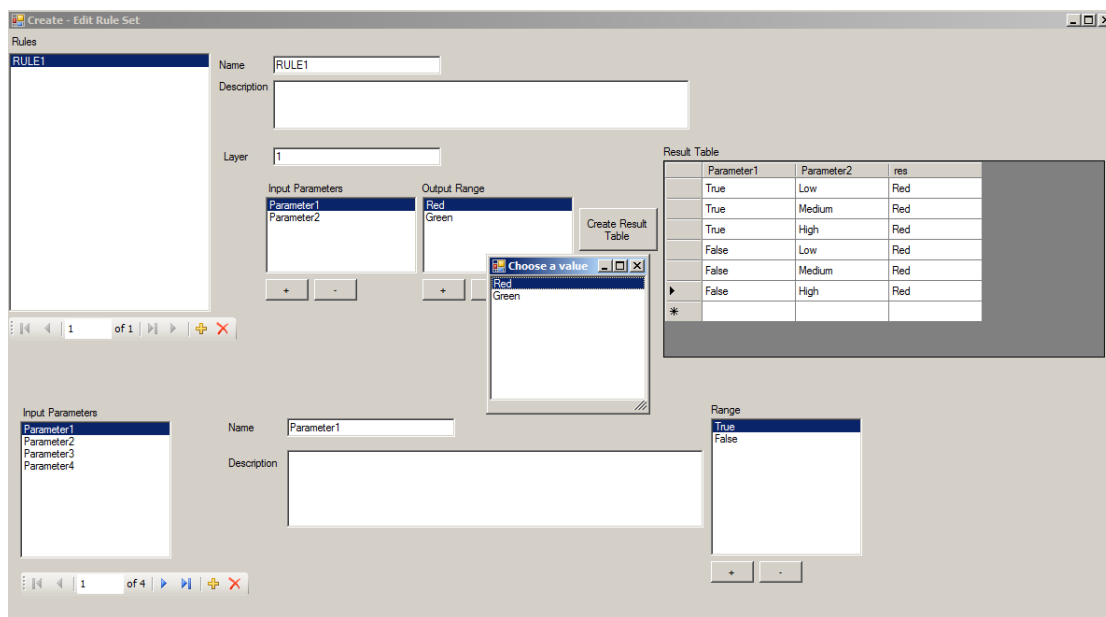 Create - Edit Rule Set
Rules
RULE1
Name RULE1
Description
Layer 1
Input Parameters
Parameter1
Parameter2
+ -
Output Range
Red
Green
+
Create Result
Table
Choose a value
Red
Green
Result Table
Parameter1 Parameter2 res
True Low Red
True Medium Red
True High Red
False Low Red
False Medium Red
False High Red
1 of 1
Input Parameters
Parameter1
Parameter2
Parameter3
Parameter4
1 of 4
Name Parameter1
Description
Range
True
False
+ -